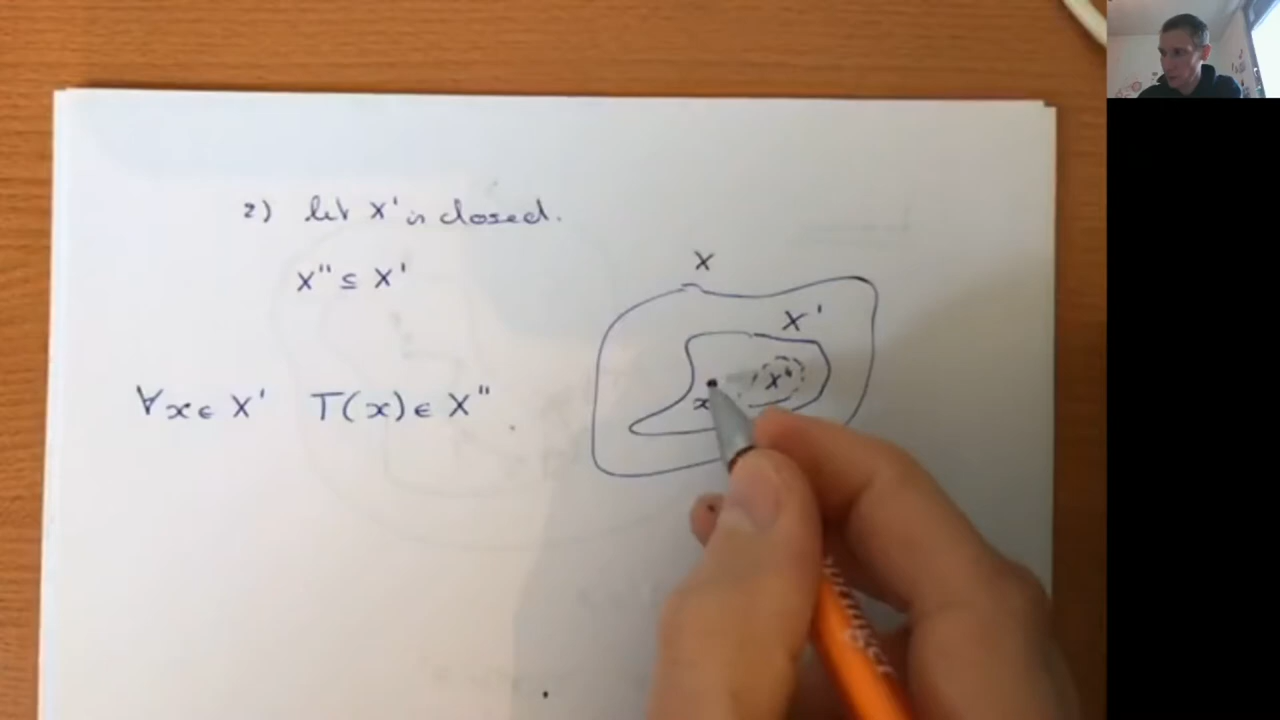 2) let X' is closed.
X'' ⊆ X'
∀x ∈ X' T(x) ∈ X''
X
X'
X''
x